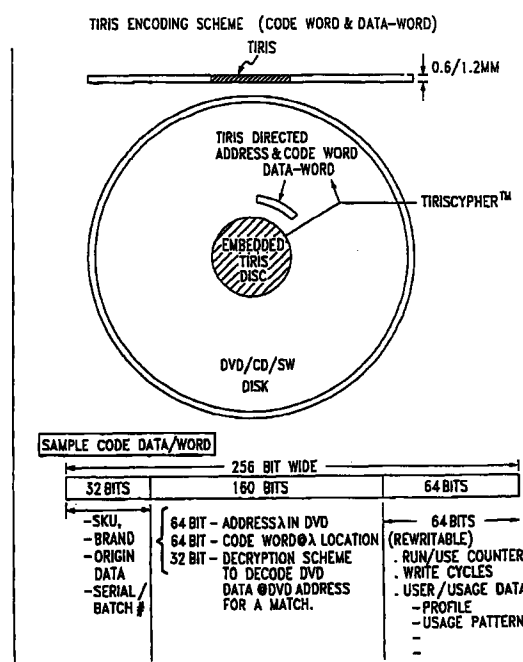 TIRIS ENCODING SCHEME (CODE WORD & DATA-WORD)
TIRIS
0.6/1.2MM
TIRIS DIRECTED
ADDRESS & CODE WORD
DATA-WORD
TIRISCYPHER™
EMBEDDED
TIRIS
DISC
DVD/CD/SW
DISK
SAMPLE CODE DATA/WORD
256 BIT WIDE
32 BITS 160 BITS 64 BITS
-SKU,
-BRAND
-ORIGIN
DATA
-SERIAL/
BATCH #
64 BIT - ADDRESS λ IN DVD
64 BIT - CODE WORD @ λ LOCATION
32 BIT - DECRYPTION SCHEME
TO DECODE DVD
DATA @ DVD ADDRESS
FOR A MATCH.
64 BITS
(REWRITABLE)
. RUN/USE COUNTER
. WRITE CYCLES
. USER/USAGE DATA
-PROFILE
-USAGE PATTERN
-
-